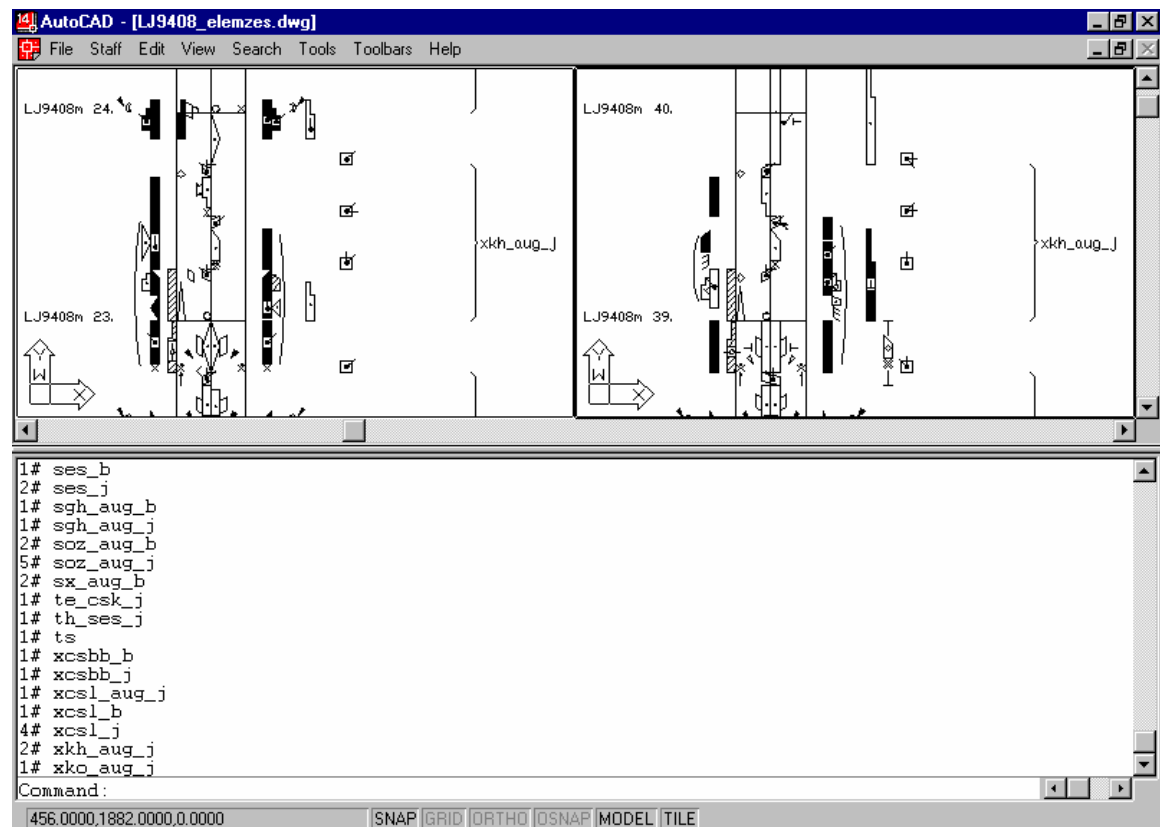 AutoCAD - [LJ9408_elemzes.dwg]
File Staff Edit View Search Tools Toolbars Help
LJ9408m 24.
xkh_aug_j
LJ9408m 23.
W
X
LJ9408m 40.
xkh_aug_j
LJ9408m 39.
W
X
1# ses_b
2# ses_j
1# sgh_aug_b
1# sgh_aug_j
2# soz_aug_b
5# soz_aug_j
2# sx_aug_b
1# te_csk_j
1# th_ses_j
1# ts
1# xcsbb_b
1# xcsbb_j
1# xcsl_aug_j
1# xcsl_b
4# xcsl_j
2# xkh_aug_j
1# xko_aug_j
Command:
456.0000,1882.0000,0.0000 SNAP GRID ORTHO OSNAP MODEL TILE